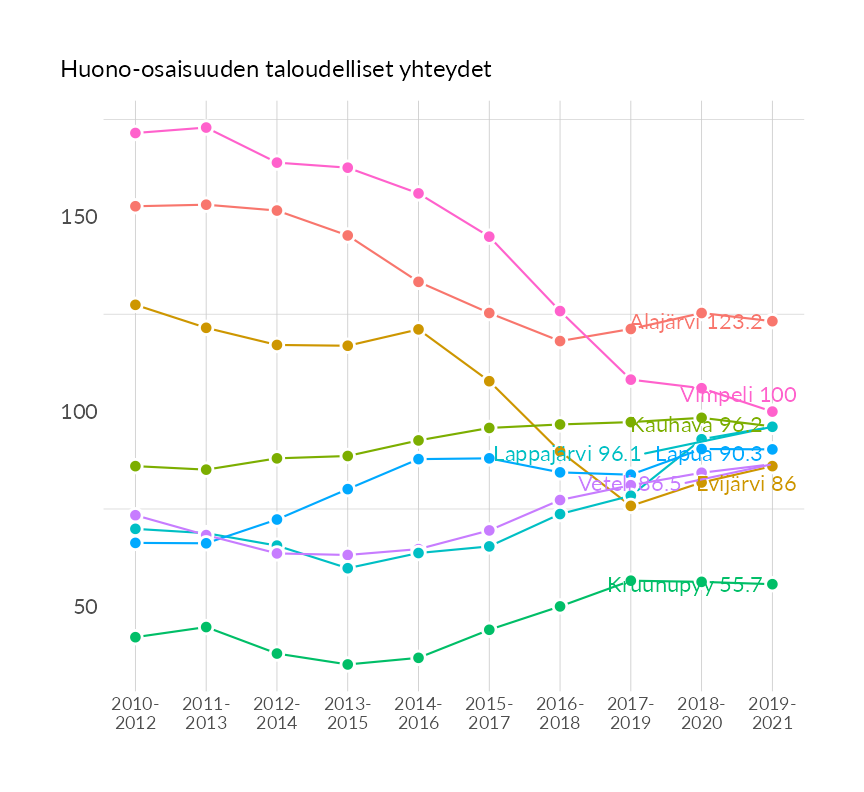 Huono-osaisuuden taloudelliset yhteydet
150
100
50
Alajärvi 123.2
Vimpeli 100
Kauhava 96.2
Lappajärvi 96.1
Lapua 90.3
Veteli 86.5
Evijärvi 86
Kruunupyy 55.7
2010-
2012
2011-
2013
2012-
2014
2013-
2015
2014-
2016
2015-
2017
2016-
2018
2017-
2019
2018-
2020
2019-
2021